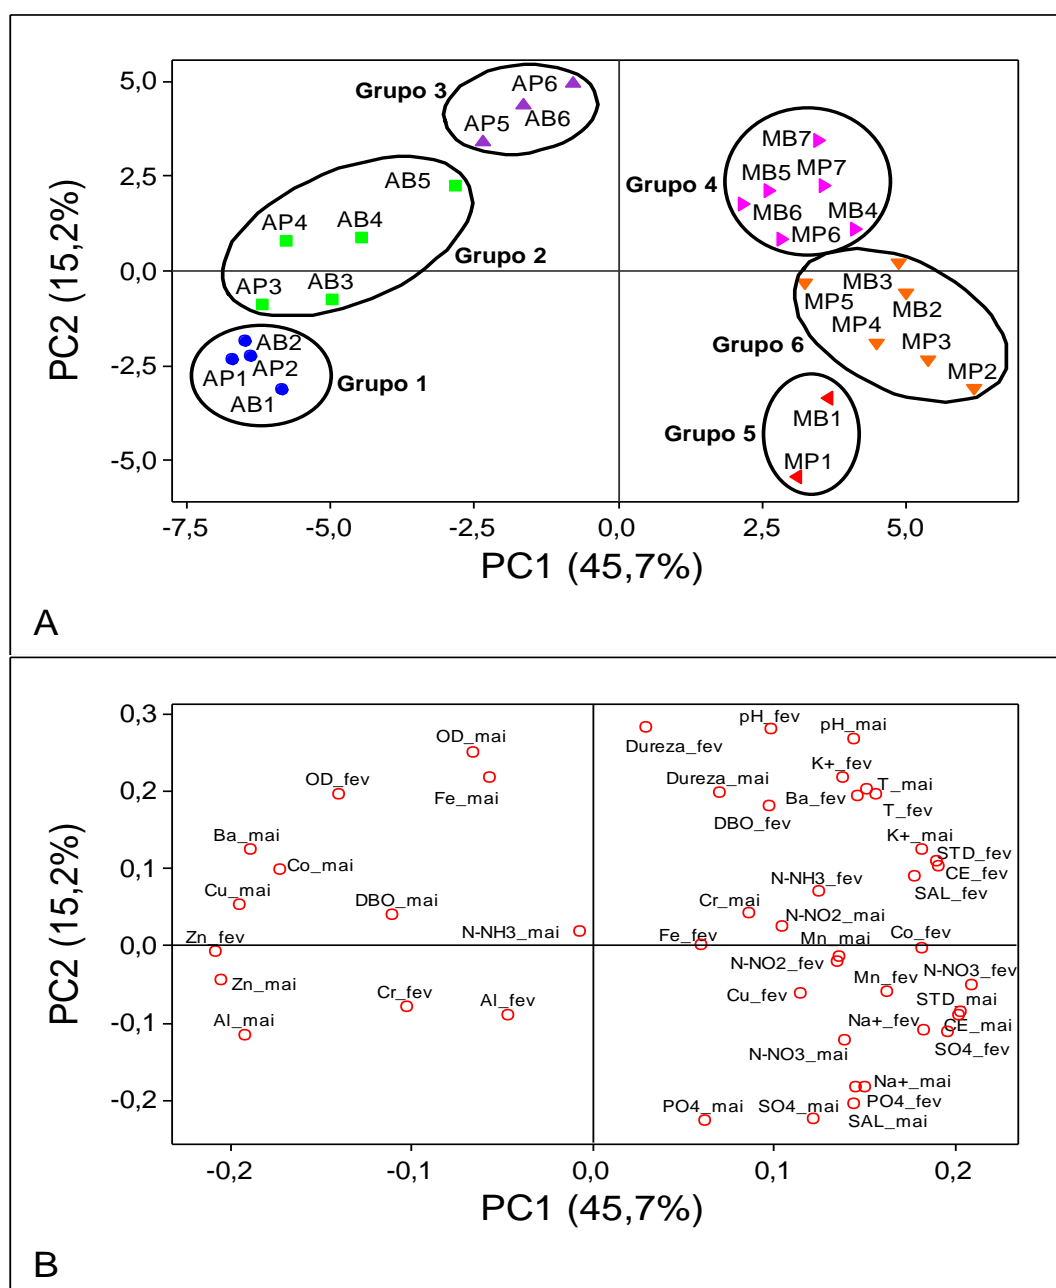 5,0
2,5
0,0
-2,5
-5,0
PC2 (15,2%)
Grupo 3
AP6
AP5
AB6
AB5
AP4
AB4
Grupo 2
AP3
AB3
AB2
AP1
AP2
AB1
Grupo 1
MB7
MB5
MP7
Grupo 4
MB6
MB4
MP6
MB3
MP5
MB2
MP4
MP3
Grupo 6
MP2
MB1
Grupo 5
MP1
-7,5
-5,0
-2,5
0,0
2,5
5,0
PC1 (45,7%)
A
0,3
0,2
0,1
0,0
-0,1
-0,2
PC2 (15,2%)
OD_mai
OD_fev
Fe_mai
Ba_mai
Co_mai
Cu_mai
DBO_mai
N-NH3_mai
Zn_fev
Zn_mai
Cr_fev
Al_fev
Al_mai
pH_fev
pH_mai
Dureza_fev
K+_fev
Dureza_mai
T_mai
Ba_fev
T_fev
DBO_fev
K+_mai
STD_fev
CE_fev
N-NH3_fev
SAL_fev
Cr_mai
N-NO2_mai
Fe_fev
Mn_mai
Co_fev
N-NO2_fev
N-NO3_fev
Mn_fev
Cu_fev
STD_mai
Na+_fev
CE_mai
N-NO3_mai
SO4_fev
Na+_mai
PO4_mai
SO4_mai
PO4_fev
SAL_mai
-0,2
-0,1
0,0
0,1
0,2
PC1 (45,7%)
B